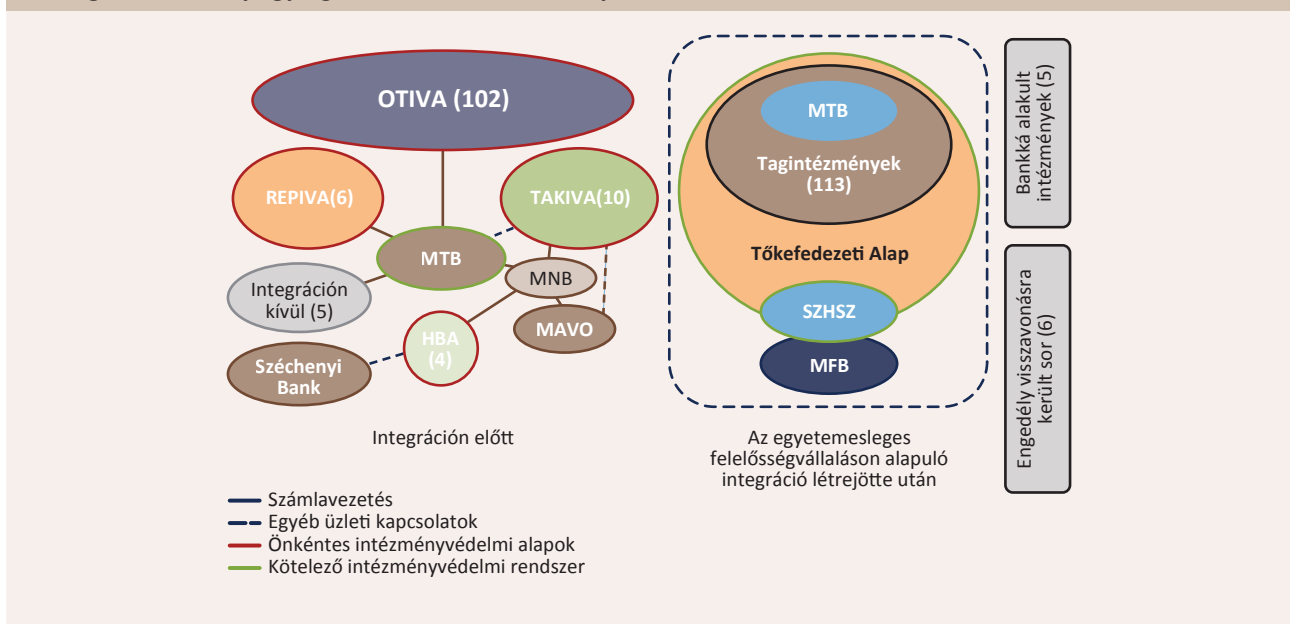 OTIVA (102)
REPIVA(6)
TAKIVA(10)
MTB
MNB
Integráción
kívül (5)
MAVO
HBA
(4)
Széchenyi
Bank
Integráción előtt
MTB
Tagintézmények
(113)
Tőkefedezeti Alap
SZHSZ
MFB
Az egyetemesleges
felelősségvállaláson alapuló
integráció létrejötte után
Bankká alakult
intézmények (5)
Engedély visszavonásra
került sor (6)
Számlavezetés
Egyéb üzleti kapcsolatok
Önkéntes intézményvédelmi alapok
Kötelező intézményvédelmi rendszer